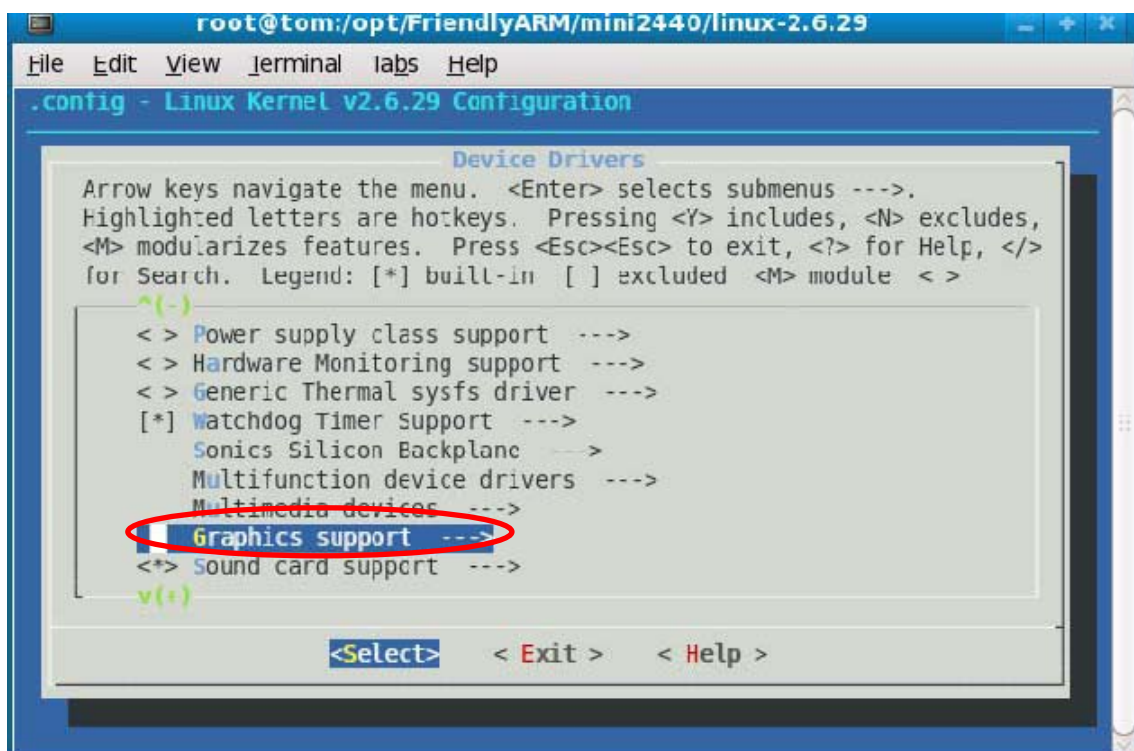 root@tom:/opt/FriendlyARM/mini2440/linux-2.6.29
File Edit View Terminal Tabs Help
.config - Linux Kernel v2.6.29 Configuration
Device Drivers
Arrow keys navigate the menu. <Enter> selects submenus --->.
Highlighted letters are hotkeys. Pressing <Y> includes, <N> excludes,
<M> modularizes features. Press <Esc><Esc> to exit, <?> for Help, </>
for Search. Legend: [*] built-in [ ] excluded <M> module < >
^(-)
< > Power supply class support --->
< > Hardware Monitoring support --->
< > Generic Thermal sysfs driver --->
[*] Watchdog Timer Support --->
Sonics Silicon Backplane --->
Multifunction device drivers --->
Multimedia devices --->
Graphics support --->
<*> Sound card support --->
v(+)
<Select> < Exit > < Help >